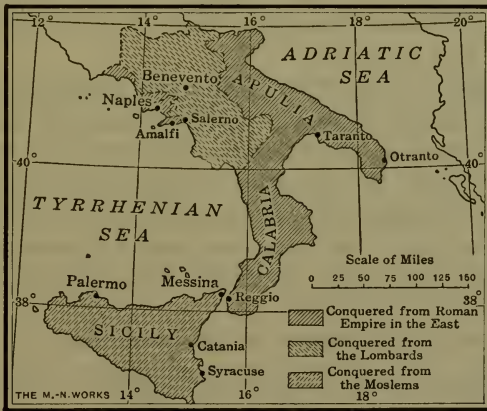 12°
14°
16°
18°
20°
ADRIATIC
SEA
Benevento
APULIA
Naples
Salerno
Amalfi
Taranto
Otranto
40°
40°
TYRRHENIAN
SEA
CALABRIA
Scale of Miles
0 25 50 75 100 125 150
Palermo
Messina
Reggio
38°
38°
SICILY
Catania
Syracuse
Conquered from Roman
Empire in the East
Conquered from
the Lombards
Conquered from
the Moslems
THE M.-N. WORKS
14°
16°
18°